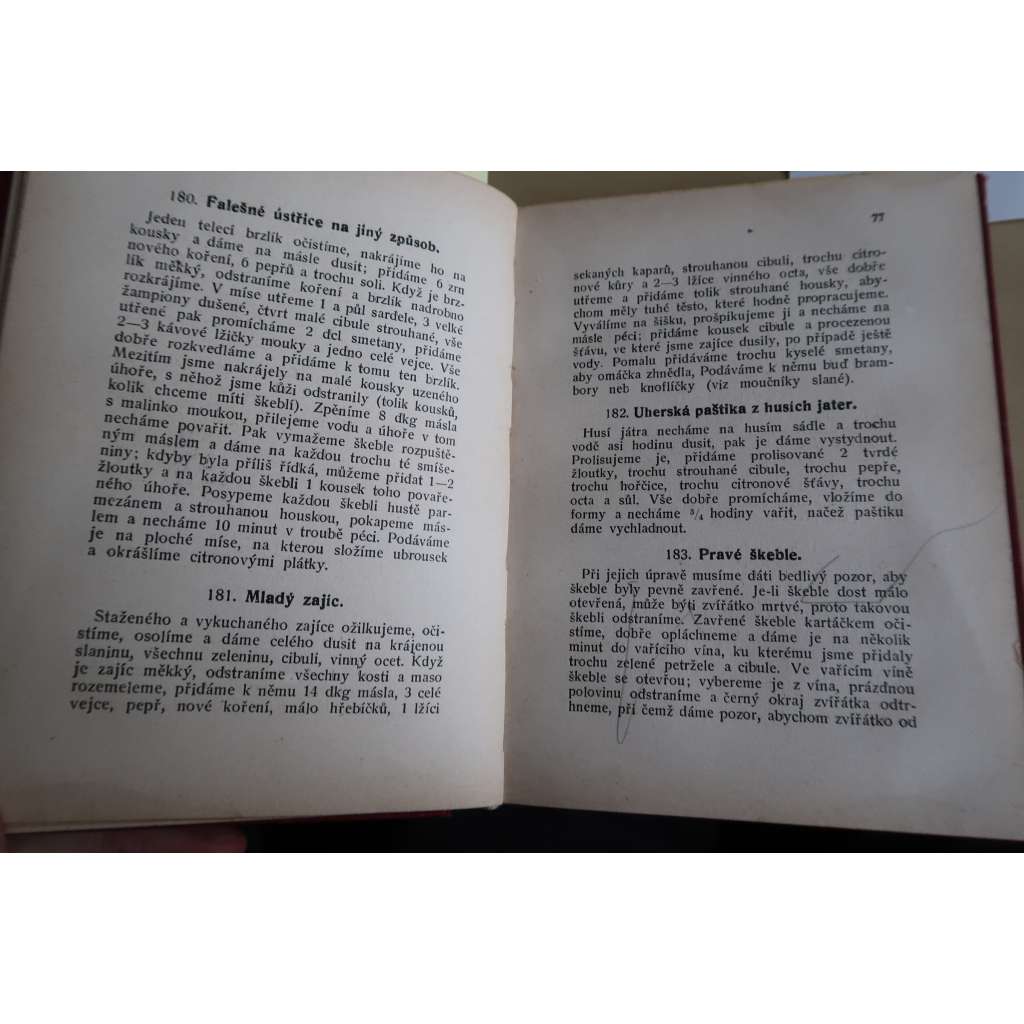 180. Falešné ústřice na jiný způsob.
Jeden telecí brzlík očistíme, nakrájíme ho na
kousky a dáme na másle dusit; přidáme 6 zrn
nového koření, 6 pepřů a trochu soli. Když je brz-
lík měkký, odstraníme koření a brzlík nadrobno
rozkrájíme. V míse utřeme 1 a půl sardele, 3 velké
žampiony dušené, čtvrt malé cibule strouhané, vše
utřené pak promícháme 2 dcl smetany, přidáme
2—3 kávové lžičky mouky a jedno celé vejce. Vše
dobře rozkvedláme a přidáme k tomu ten brzlík.
Mezitím jsme nakrájely na malé kousky uzeného
úhoře, s něhož jsme kůži odstranily (tolik kousků,
kolik chceme míti škeblí). Zpěníme 8 dkg másla
s malinko moukou, přilejeme vodu a úhoře v tom
necháme povařit. Pak vymažeme škeble rozpuště-
ným máslem a dáme na každou trochu té smíše-
niny; kdyby byla příliš řídká, můžeme přidat 1—2
žloutky a na každou škebli 1 kousek toho povaře-
ného úhoře. Posypeme každou škebli hustě par-
mezánem a strouhanou houskou, pokapeme más-
lem a necháme 10 minut v troubě péci. Podáváme
je na ploché míse, na kterou složíme ubrousek
a okrášlíme citronovými plátky.
181. Mladý zajíc.
Staženého a vykuchaného zajíce ožilkujeme, oči-
stíme, osolíme a dáme celého dusit na krájenou
slaninu, všechnu zeleninu, cibuli, vinný ocet. Když
je zajíc měkký, odstraníme všechny kosti a maso
rozemeleme, přidáme k němu 14 dkg másla, 3 celé
vejce, pepř, nové koření, málo hřebíčků, 1 lžíci
77
sekaných kaparů, strouhanou cibuli, trochu citro-
nové kůry a 2—3 lžíce vinného octa, vše dobře
utřeme a přidáme tolik strouhané housky, aby-
chom měly tuhé těsto, které hodně propracujeme.
Vyválíme na šišku, prošpikujeme ji a necháme na
másle péci; přidáme kousek cibule a procezenou
šťávu, ve které jsme zajíce dusily, po případě ještě
vody. Pomalu přidáváme trochu kyselé smetany,
aby omáčka zhnědla, Podáváme k němu buď bram-
bory neb knoflíčky (viz moučníky slané).
182. Uherská paštika z husích jater.
Husí játra necháme na husím sádle a trochu
vodě asi hodinu dusit, pak je dáme vystydnout.
Prolisujeme je, přidáme prolisované 2 tvrdé
žloutky, trochu strouhané cibule, trochu pepře,
trochu hořčice, trochu citronové šťávy, trochu
octa a sůl. Vše dobře promícháme, vložíme do
formy a necháme ³/₄ hodiny vařit, načež paštiku
dáme vychladnout.
183. Pravé škeble.
Při jejich úpravě musíme dáti bedlivý pozor, aby
škeble byly pevně zavřené. Je-li škeble dost málo
otevřená, může býti zvířátko mrtvé, proto takovou
škebli odstraníme. Zavřené škeble kartáčkem oči-
stíme, dobře opláchneme a dáme je na několik
minut do vařícího vína, ku kterému jsme přidaly
trochu zelené petržele a cibule. Ve vařícím víně
škeble se otevřou; vybereme je z vína, prázdnou
polovinu odstraníme a černý okraj zvířátka odtr-
hneme, při čemž dáme pozor, abychom zvířátko od